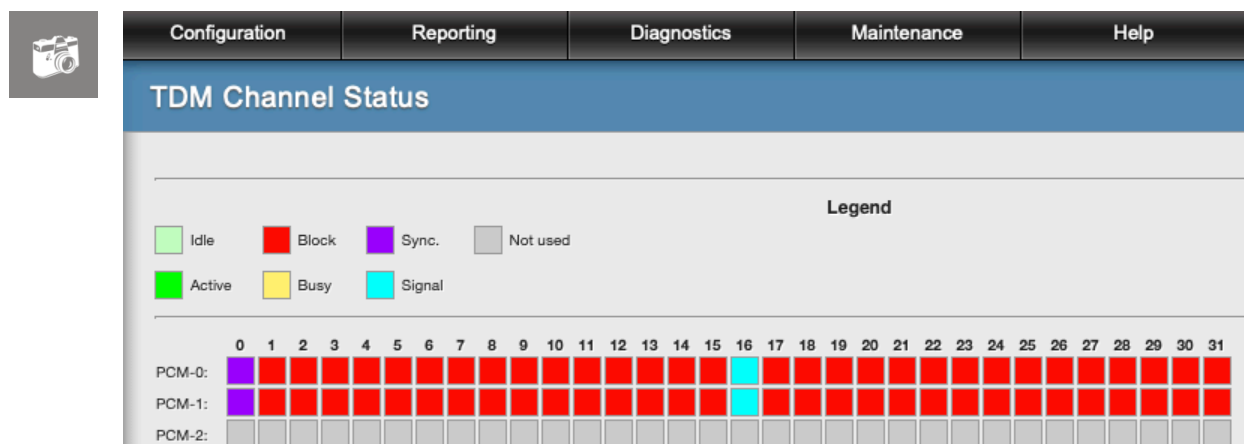 Configuration Reporting Diagnostics Maintenance Help
TDM Channel Status
Legend
Idle Block Sync. Not used
Active Busy Signal
0 1 2 3 4 5 6 7 8 9 10 11 12 13 14 15 16 17 18 19 20 21 22 23 24 25 26 27 28 29 30 31
PCM-0:
PCM-1:
PCM-2: